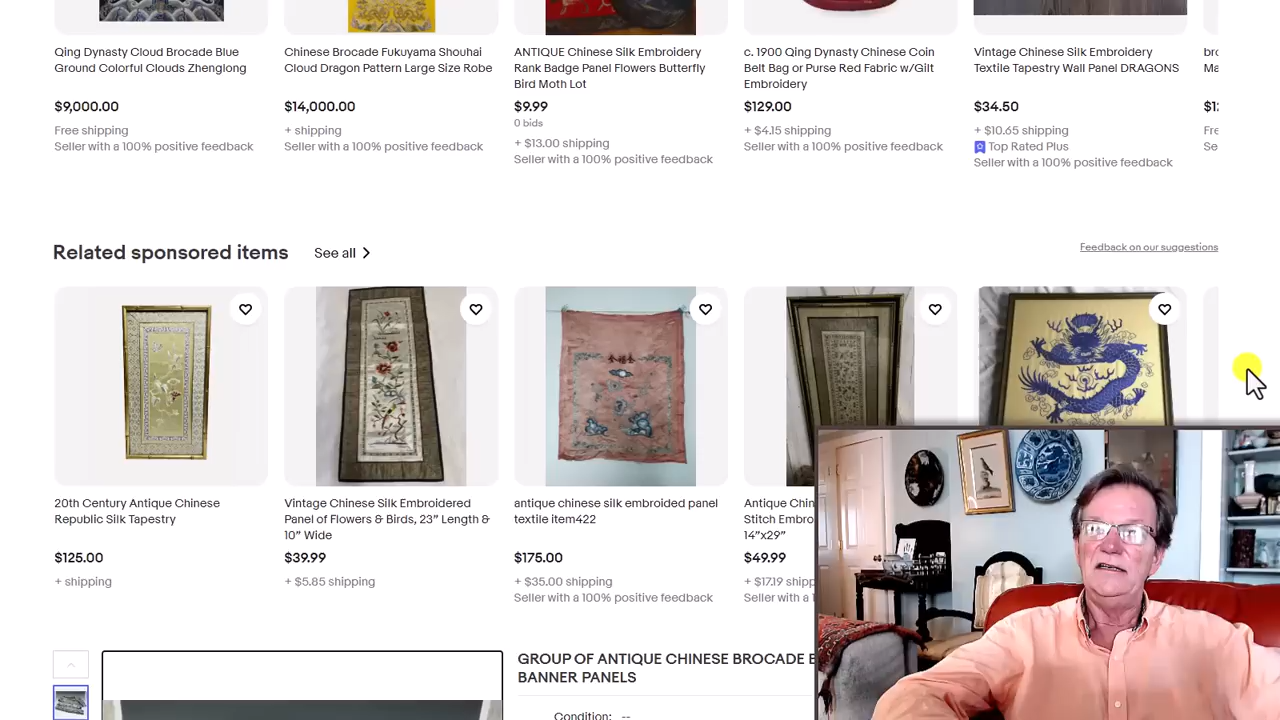 Qing Dynasty Cloud Brocade Blue
Ground Colorful Clouds Zhenglong
$9,000.00
Free shipping
Seller with a 100% positive feedback
Chinese Brocade Fukuyama Shouhai
Cloud Dragon Pattern Large Size Robe
$14,000.00
+ shipping
Seller with a 100% positive feedback
ANTIQUE Chinese Silk Embroidery
Rank Badge Panel Flowers Butterfly
Bird Moth Lot
$9.99
0 bids
+ $13.00 shipping
Seller with a 100% positive feedback
c. 1900 Qing Dynasty Chinese Coin
Belt Bag or Purse Red Fabric w/Gilt
Embroidery
$129.00
+ $4.15 shipping
Seller with a 100% positive feedback
Vintage Chinese Silk Embroidery
Textile Tapestry Wall Panel DRAGONS
$34.50
+ $10.65 shipping
Top Rated Plus
Seller with a 100% positive feedback
Related sponsored items
See all
Feedback on our suggestions
20th Century Antique Chinese
Republic Silk Tapestry
$125.00
+ shipping
Vintage Chinese Silk Embroidered
Panel of Flowers & Birds, 23” Length &
10” Wide
$39.99
+ $5.85 shipping
antique chinese silk embroided panel
textile item422
$175.00
+ $35.00 shipping
Seller with a 100% positive feedback
Antique Chin
Stitch Embro
14"x29"
$49.99
+ $17.19 shipp
Seller with a 1
GROUP OF ANTIQUE CHINESE BROCADE
BANNER PANELS
Condition: --